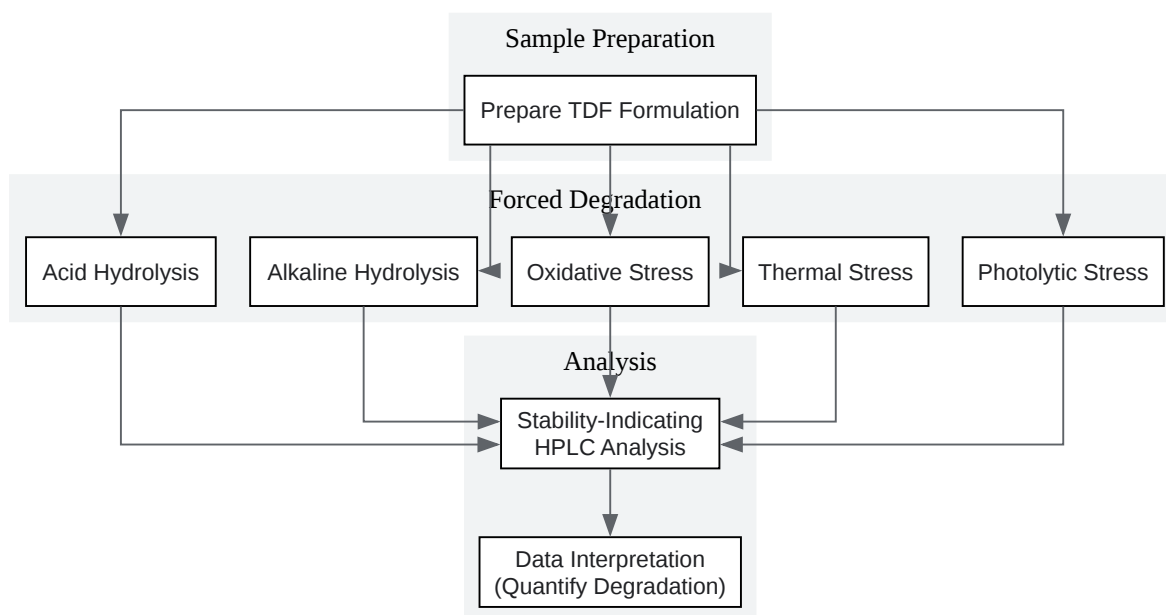 Sample Preparation
Prepare TDF Formulation
Forced Degradation
Acid Hydrolysis
Alkaline Hydrolysis
Oxidative Stress
Thermal Stress
Photolytic Stress
Analysis
Stability-Indicating
HPLC Analysis
Data Interpretation
(Quantify Degradation)